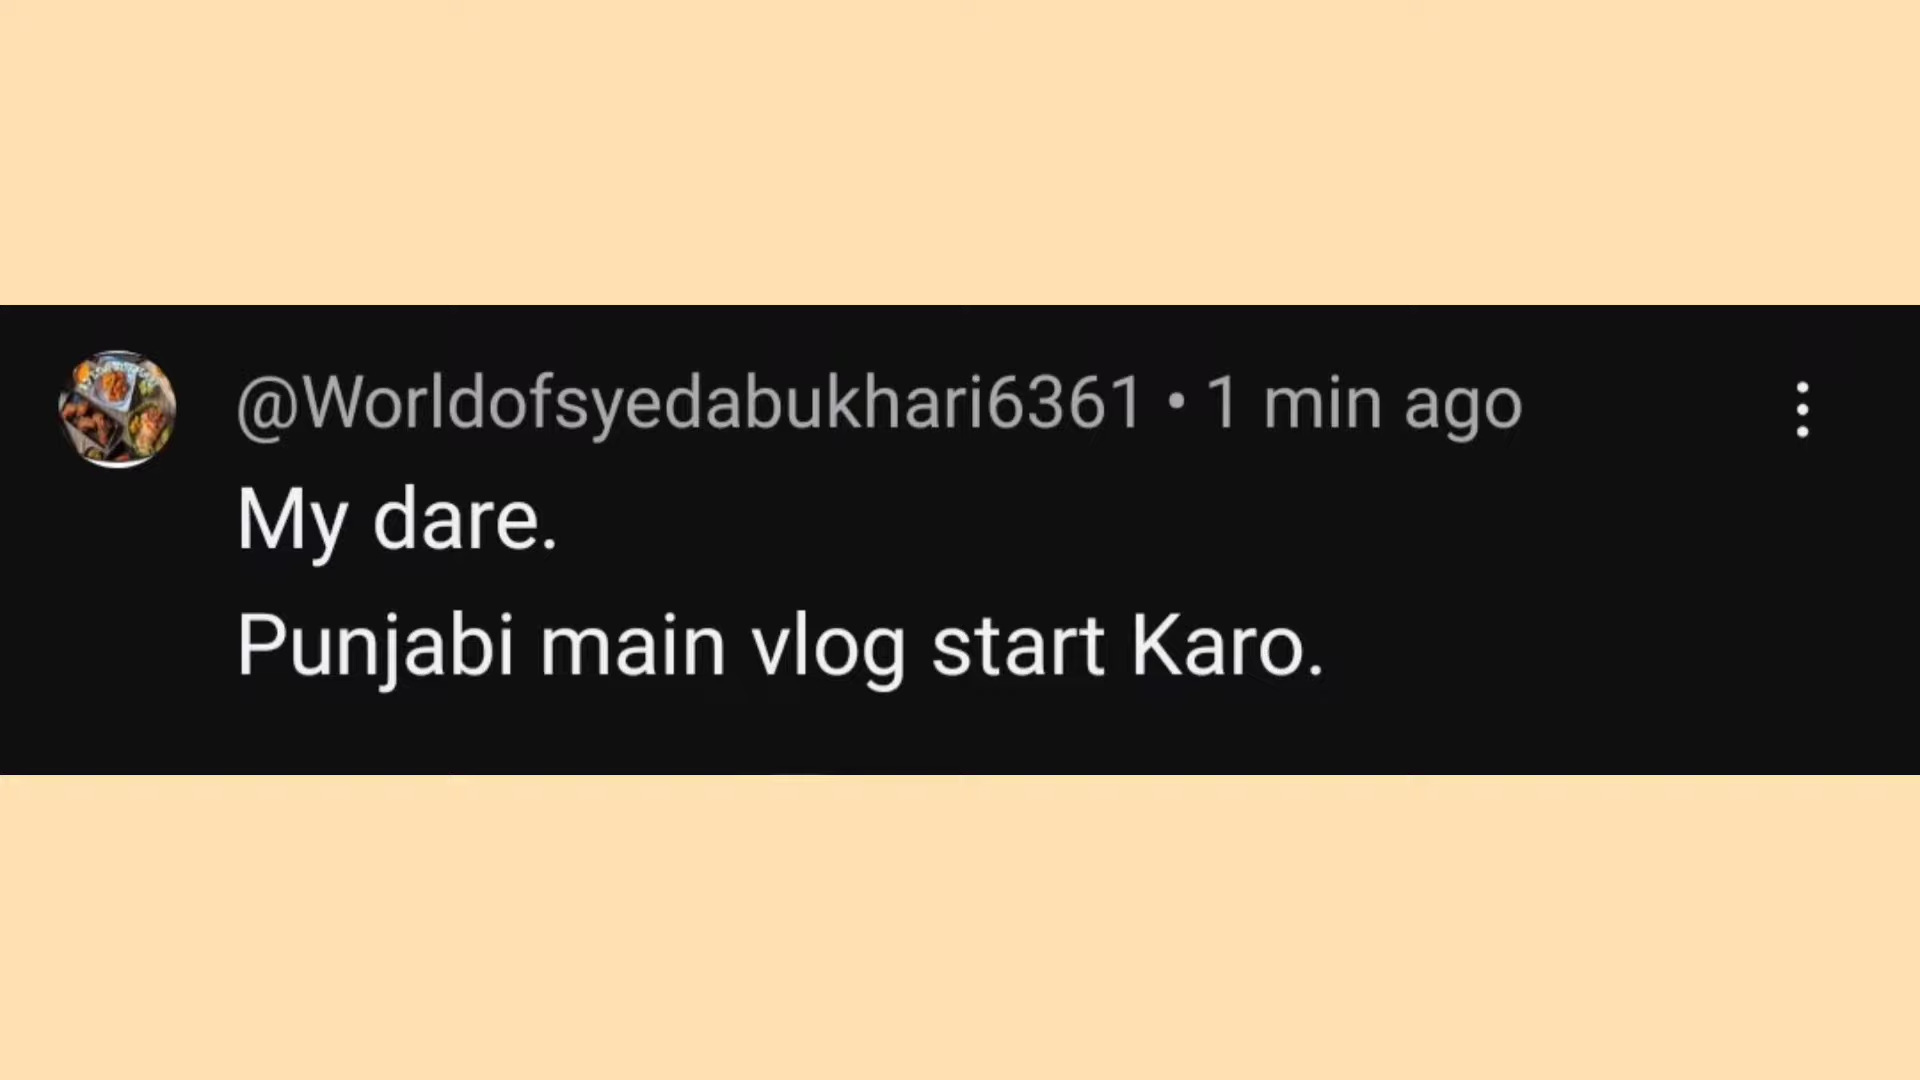 @Worldofsyedabukhari6361 • 1 min ago
My dare.
Punjabi main vlog start Karo.